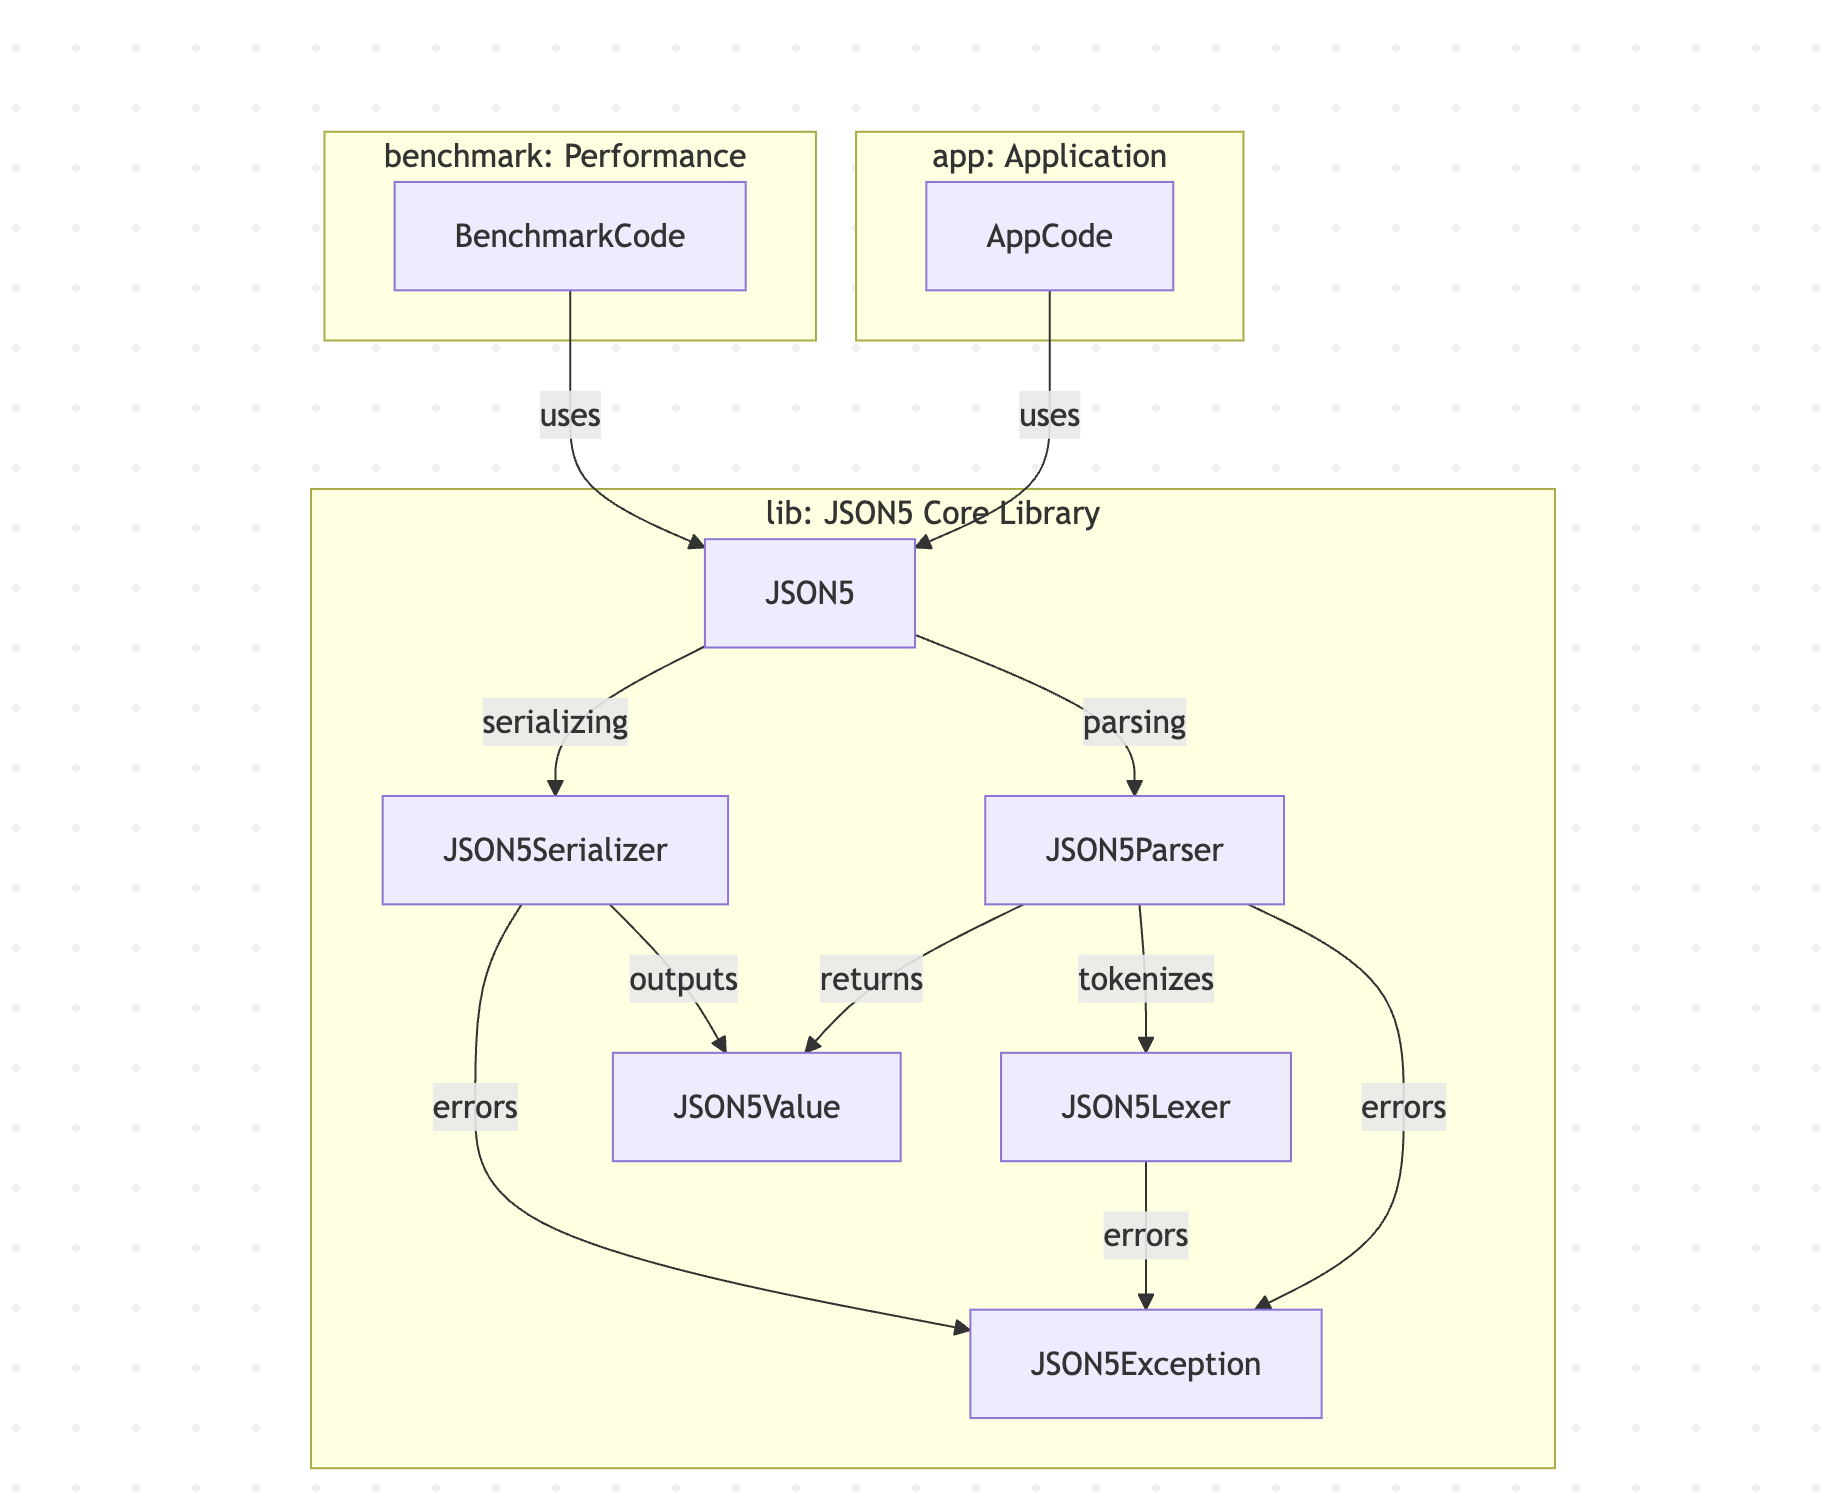 benchmark: Performance
app: Application
BenchmarkCode
AppCode
uses
uses
lib: JSON5 Core Library
JSON5
serializing
parsing
JSON5Serializer
JSON5Parser
outputs
returns
tokenizes
errors
JSON5Value
JSON5Lexer
errors
errors
JSON5Exception